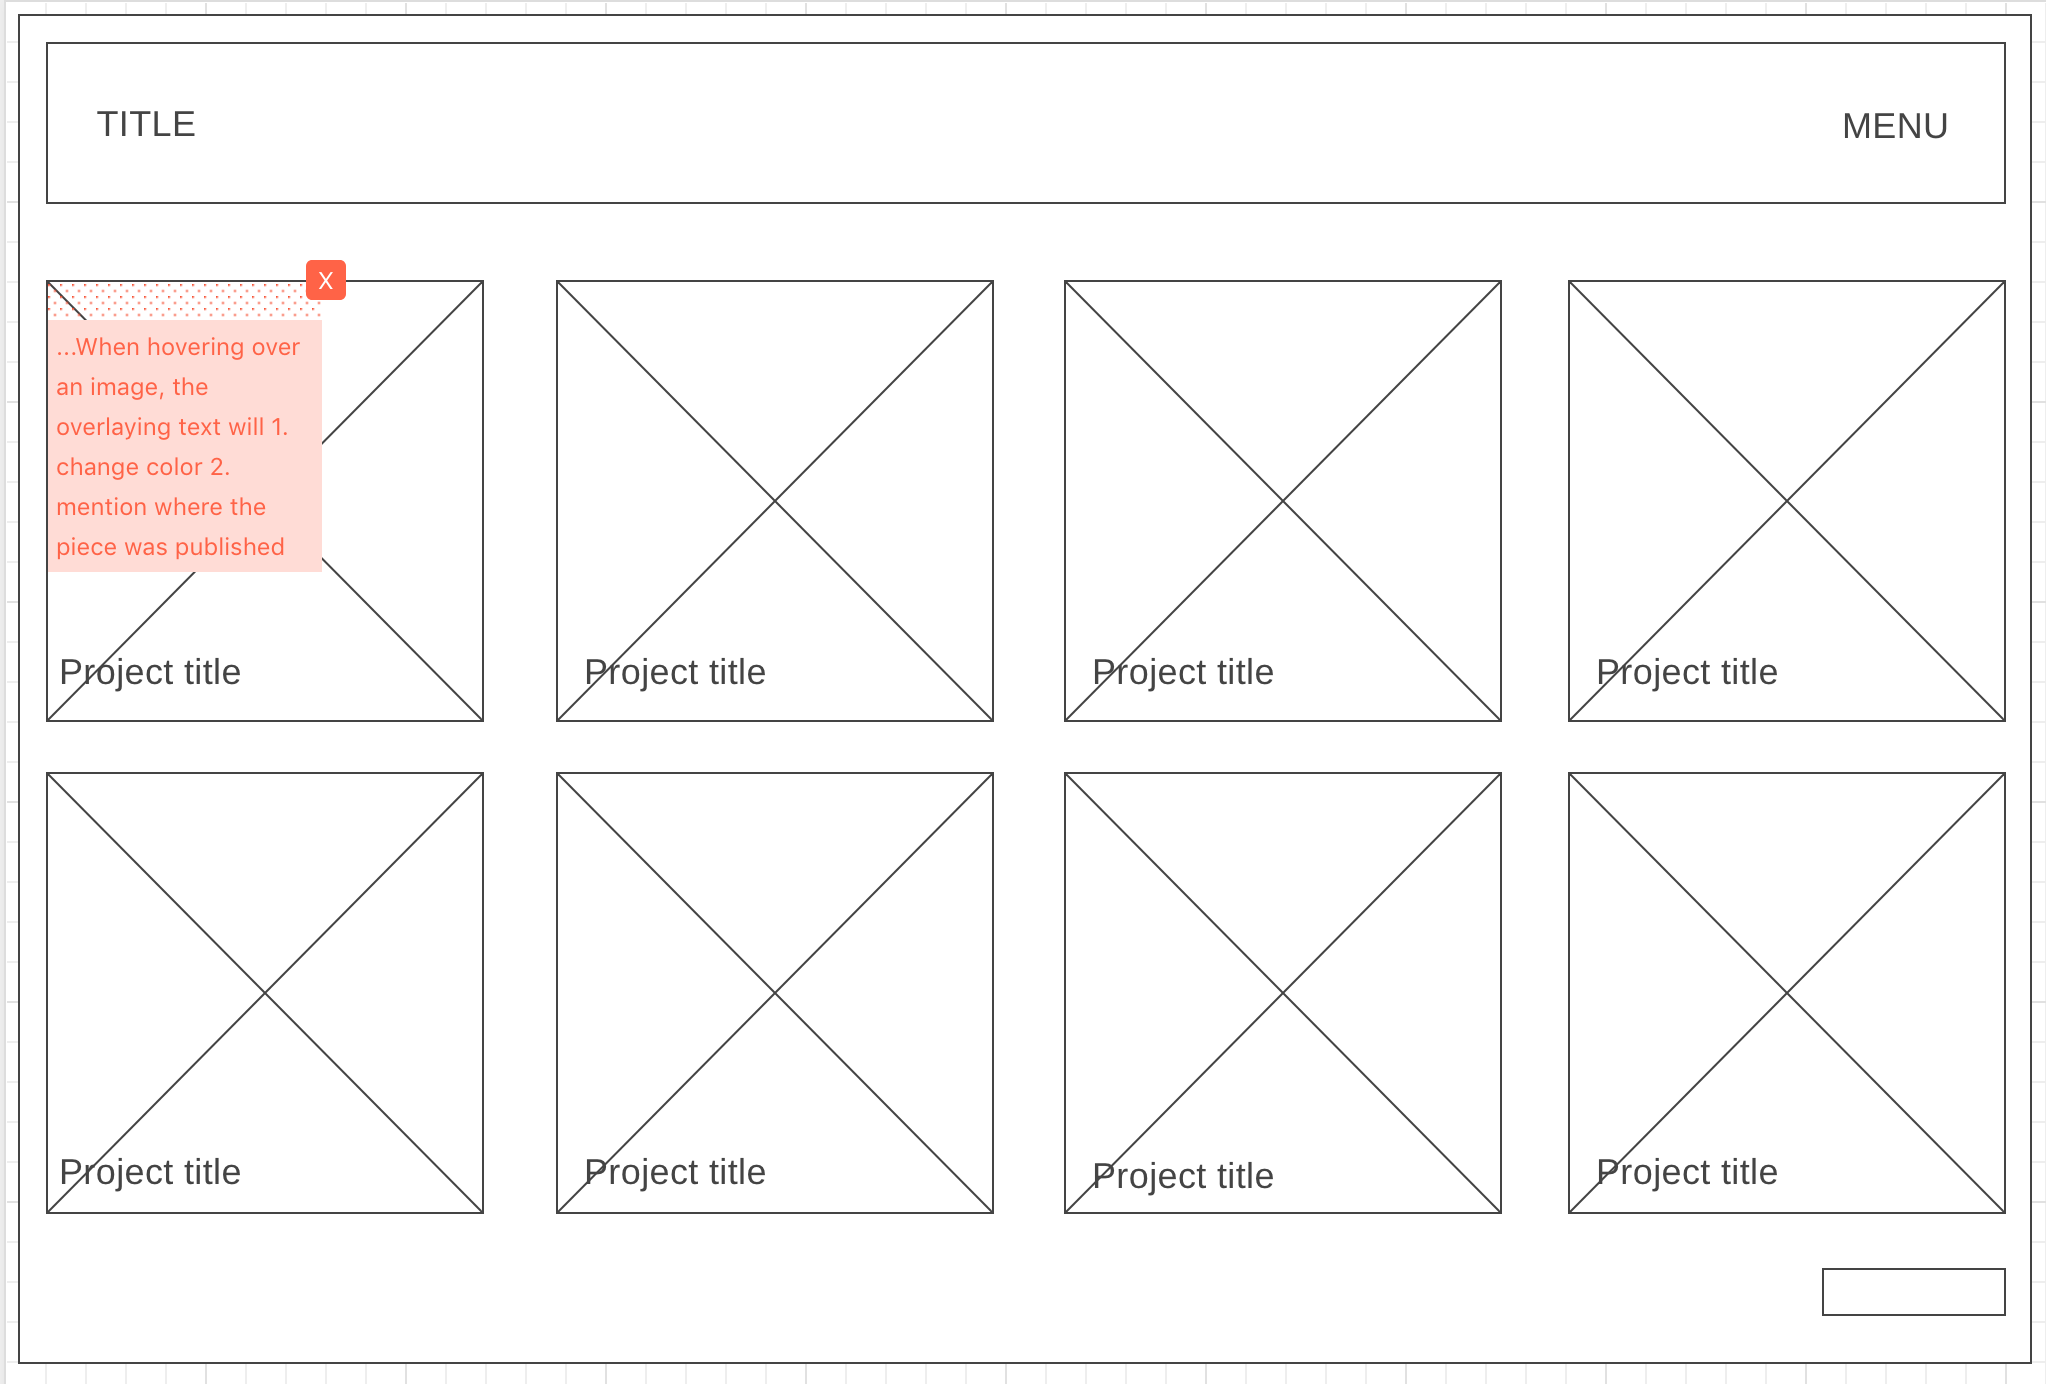 TITLE
MENU
X
...When hovering over
an image, the
overlaying text will 1.
change color 2.
mention where the
piece was published
Project title
Project title
Project title
Project title
Project title
Project title
Project title
Project title